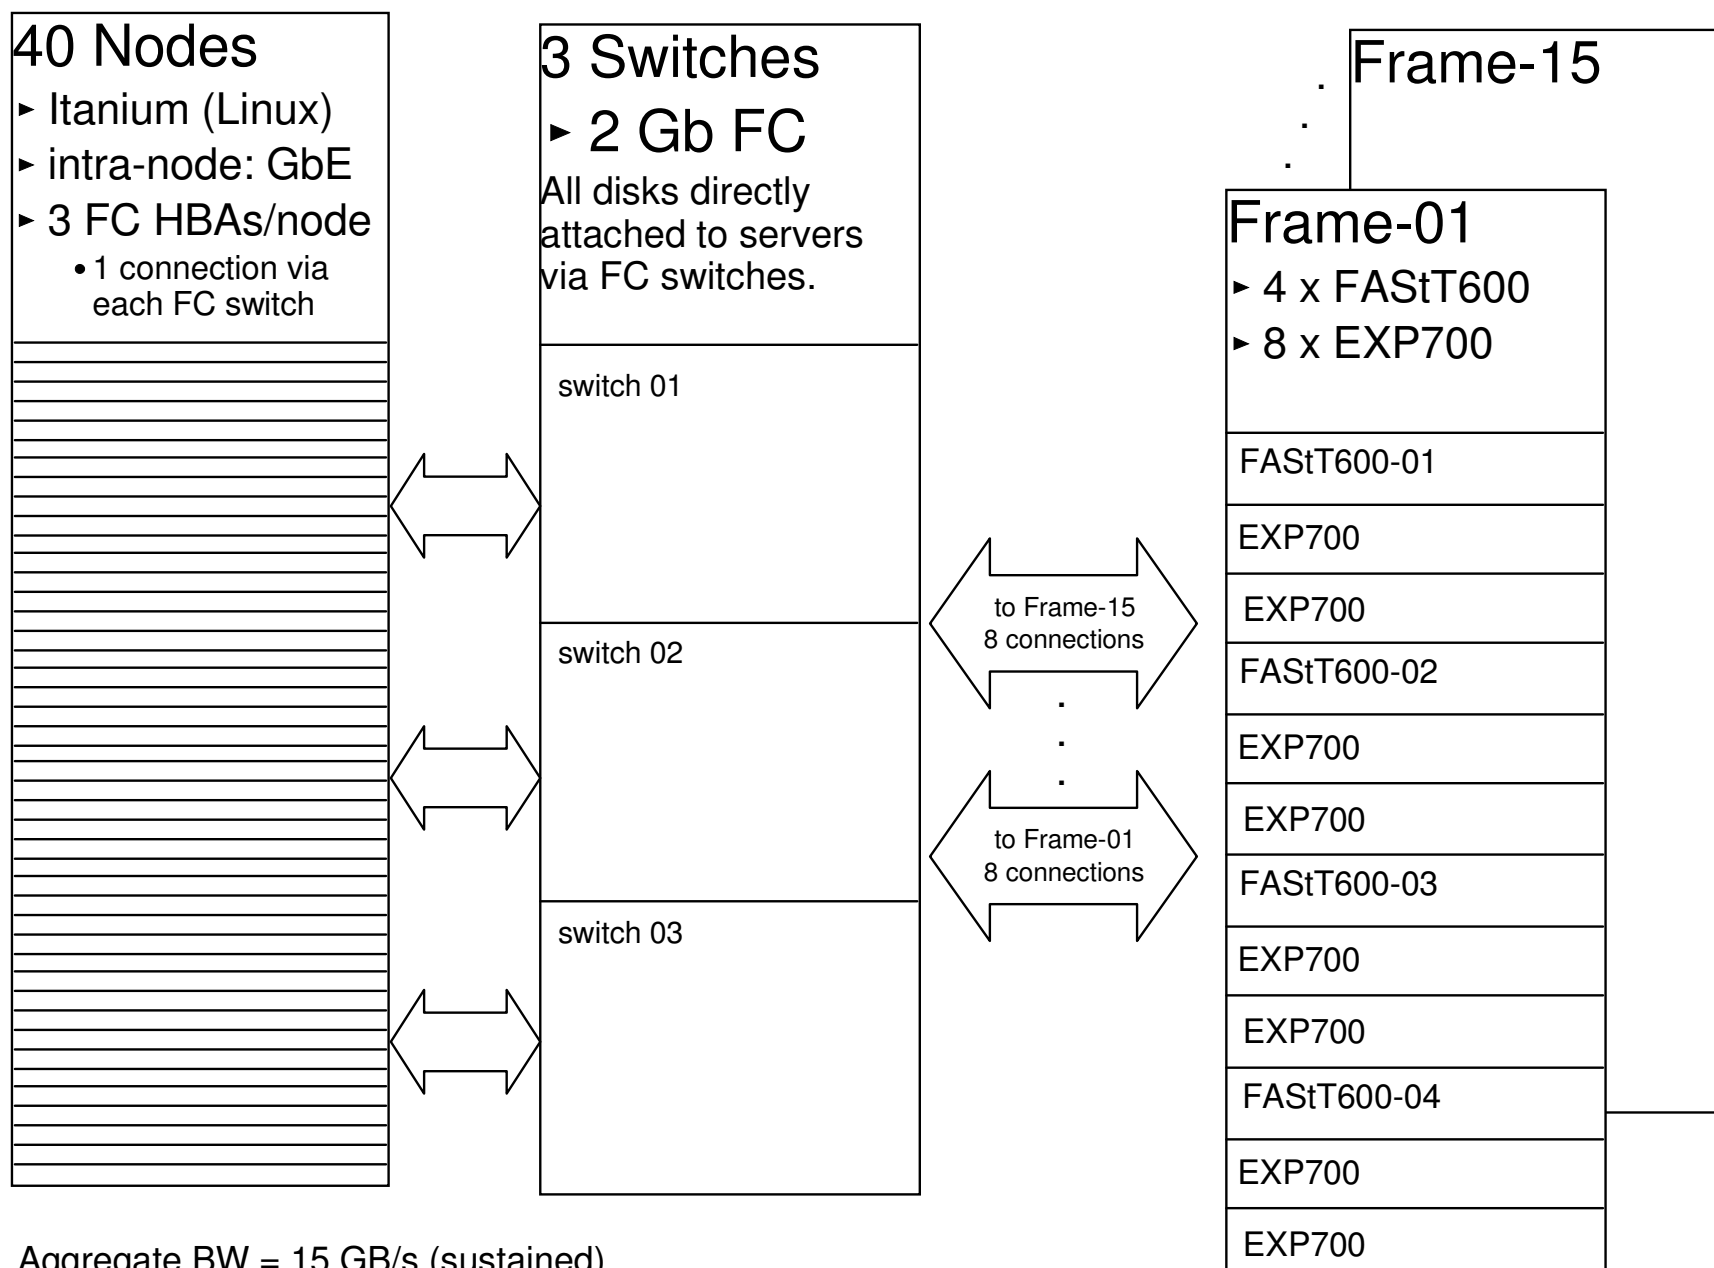 40 Nodes
► Itanium (Linux)
► intra-node: GbE
► 3 FC HBAs/node
• 1 connection via
each FC switch
3 Switches
► 2 Gb FC
All disks directly
attached to servers
via FC switches.
switch 01
switch 02
switch 03
to Frame-15
8 connections
.
.
.
to Frame-01
8 connections
Frame-15
.
.
.
Frame-01
► 4 x FAStT600
► 8 x EXP700
FAStT600-01
EXP700
EXP700
FAStT600-02
EXP700
EXP700
FAStT600-03
EXP700
EXP700
FAStT600-04
EXP700
EXP700
Aggregate BW = 15 GB/s (sustained)